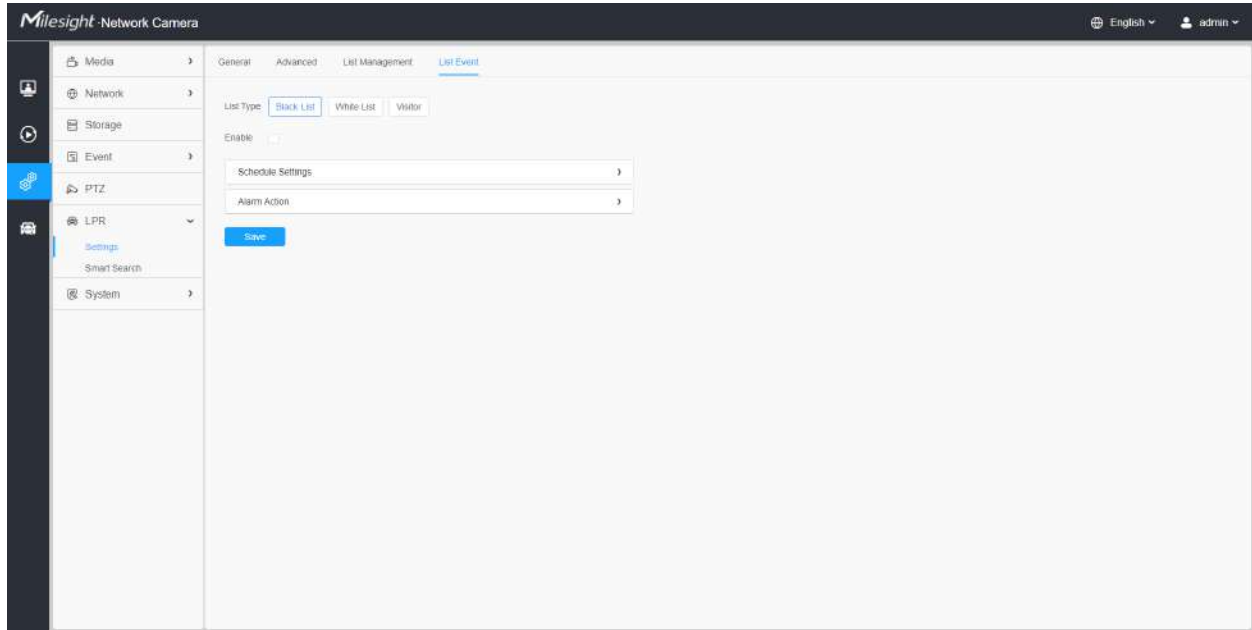 Milesight ·Network Camera
English
admin
Media
Network
Storage
Event
PTZ
LPR
Settings
Smart Search
System
General Advanced List Management List Event
List Type Black List White List Visitor
Enable
Schedule Settings
Alarm Action
Save